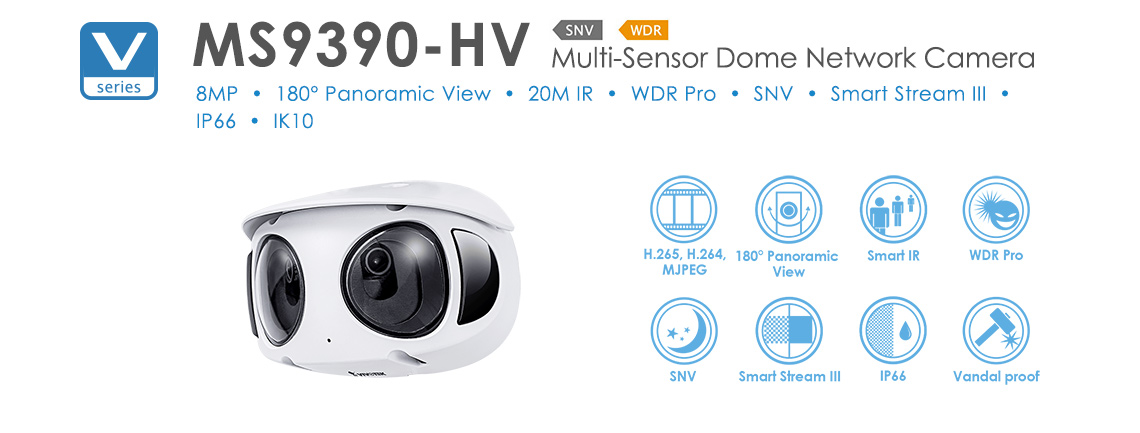 V
series
MS9390-HV
SNV
WDR
Multi-Sensor Dome Network Camera
8MP • 180° Panoramic View • 20M IR • WDR Pro • SNV • Smart Stream III •
IP66 • IK10
VIVOTEK
H.265, H.264,
MJPEG
180° Panoramic
View
Smart IR
WDR Pro
SNV
Smart Stream III
IP66
Vandal proof